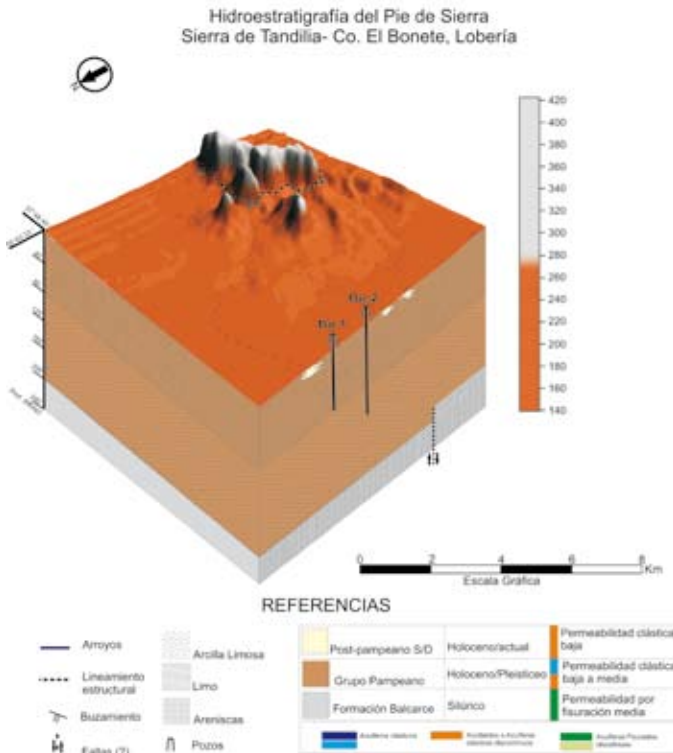 Hidroestratigrafía del Pie de Sierra
Sierra de Tandilia- Co. El Bonete, Lobería
N
420
400
380
360
340
320
300
280
260
240
220
200
180
160
140
0 2 4 6 8
Km
Escala Gráfica
REFERENCIAS
Arroyos
Lineamiento
estructural
Buzamiento
Fallas (?)
Arcilla Limosa
Limo
Areniscas
Pozos
Post-pampeano S/D
Holoceno/actual
Permeabilidad clástica
baja
Grupo Pampeano
Holoceno/Pleistoceno
Permeabilidad clástica
baja a media
Formación Balcarce
Silúrico
Permeabilidad por
fisuración media